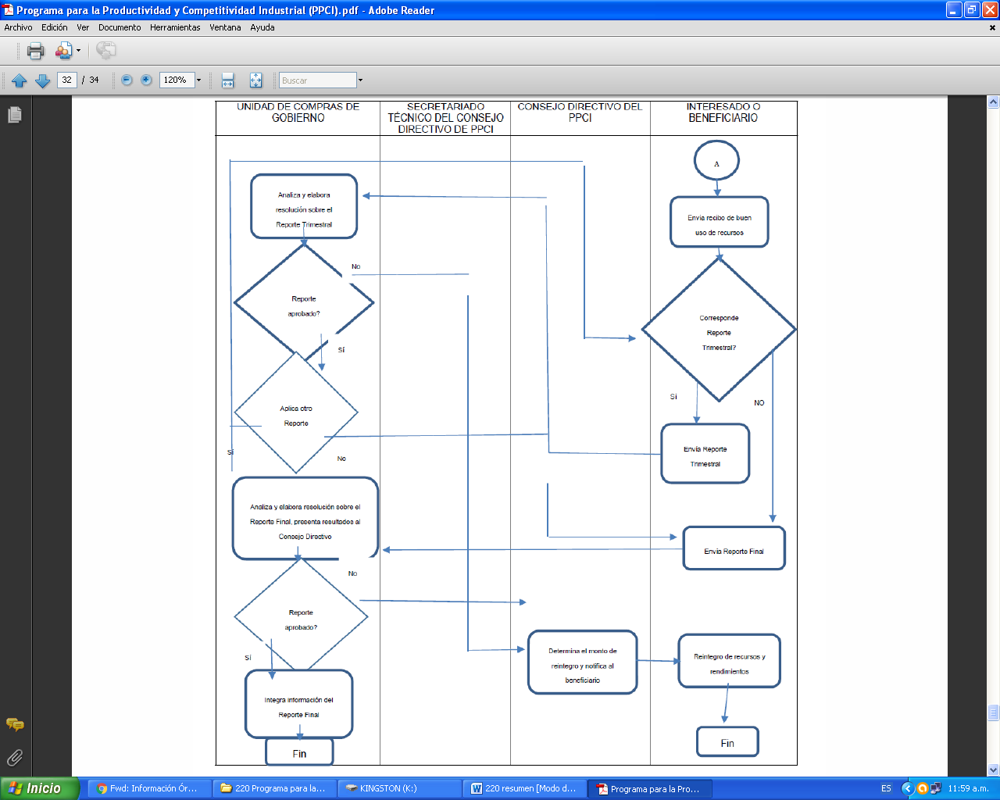 Programa para la Productividad y Competitividad Industrial (PPCI).pdf - Adobe Reader
Archivo Edición Ver Documento Herramientas Ventana Ayuda
32 / 34 120% Buscar
UNIDAD DE COMPRAS DE
GOBIERNO
SECRETARIADO
TÉCNICO DEL CONSEJO
DIRECTIVO DE PPCI
CONSEJO DIRECTIVO DEL
PPCI
INTERESADO O
BENEFICIARIO
A
Analiza y elabora
resolución sobre el
Reporte Trimestral
Envía recibo de buen
uso de recursos
No
Reporte
aprobado?
Corresponde
Reporte
Trimestral?
Sí
Sí
NO
Aplica otro
Reporte
Sí
No
Envía Reporte
Trimestral
Analiza y elabora resolución sobre el
Reporte Final, presenta resultados al
Consejo Directivo
Envía Reporte Final
No
Reporte
aprobado?
Sí
Determina el monto de
reintegro y notifica al
beneficiario
Reintegro de recursos y
rendimientos
Integra información del
Reporte Final
Fin
Fin
Inicio
Fwd: Información Ór...
220 Programa para la...
KINGSTON (K:)
220 resumen [Modo d...
Programa para la Pro...
ES
11:59 a.m.